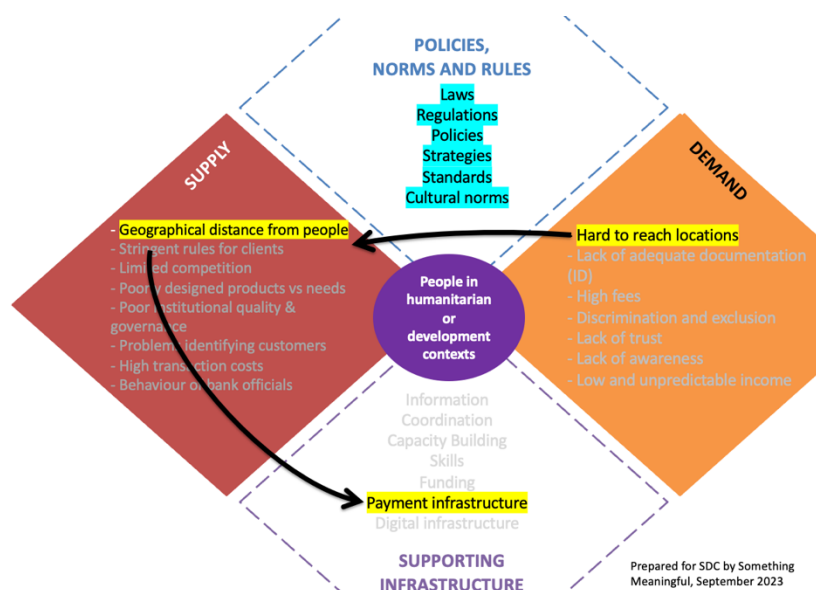 POLICIES,
NORMS AND RULES
Laws
Regulations
Policies
Strategies
Standards
Cultural norms
SUPPLY
- Geographical distance from people
- Stringent rules for clients
- Limited competition
- Poorly designed products vs needs
- Poor institutional quality &
governance
- Problems identifying customers
- High transaction costs
- Behaviour of bank officials
People in
humanitarian
or
development
contexts
DEMAND
- Hard to reach locations
- Lack of adequate documentation
(ID)
- High fees
- Discrimination and exclusion
- Lack of trust
- Lack of awareness
- Low and unpredictable income
Information
Coordination
Capacity Building
Skills
Funding
Payment infrastructure
Digital infrastructure
SUPPORTING
INFRASTRUCTURE
Prepared for SDC by Something
Meaningful, September 2023